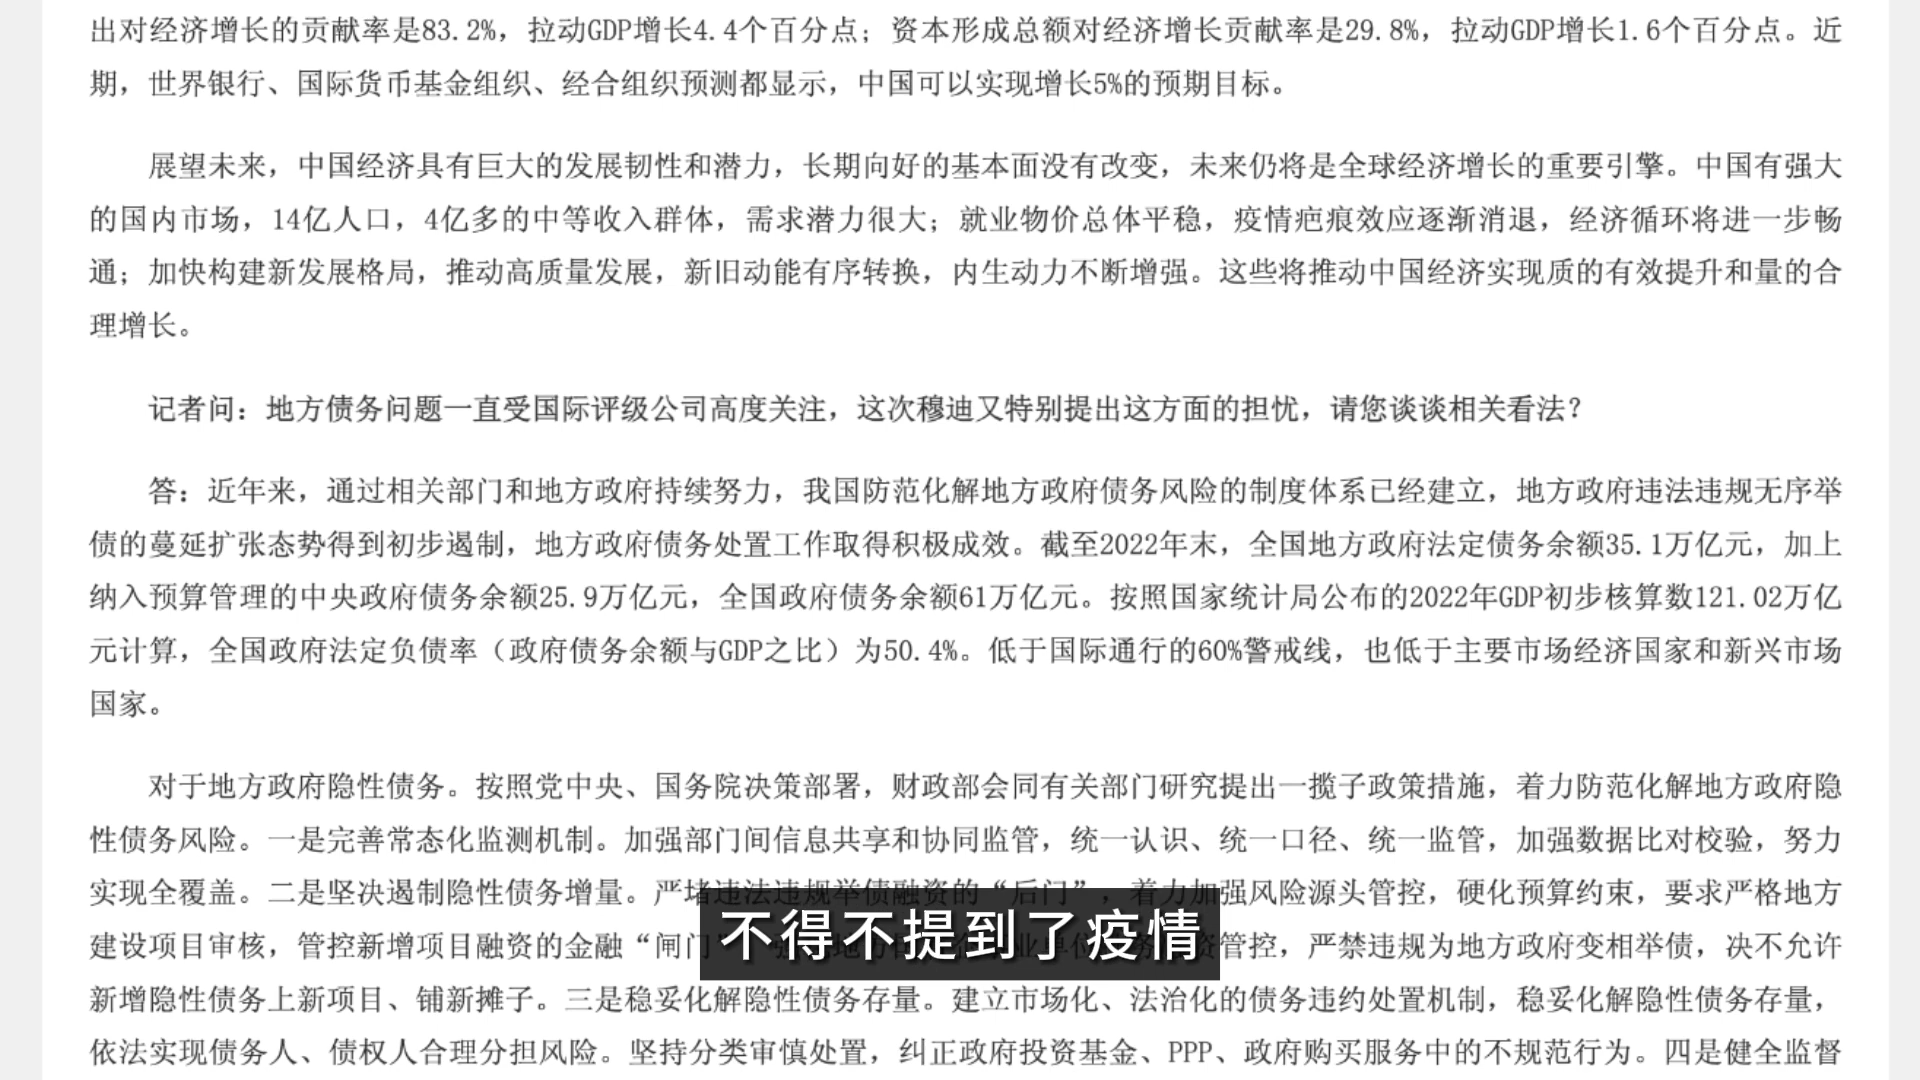 出对经济增长的贡献率是83.2%，拉动GDP增长4.4个百分点；资本形成总额对经济增长贡献率是29.8%，拉动GDP增长1.6个百分点。近
期，世界银行、国际货币基金组织、经合组织预测都显示，中国可以实现增长5%的预期目标。
展望未来，中国经济具有巨大的发展韧性和潜力，长期向好的基本面没有改变，未来仍将是全球经济增长的重要引擎。中国有强大
的国内市场，14亿人口，4亿多的中等收入群体，需求潜力很大；就业物价总体平稳，疫情疤痕效应逐渐消退，经济循环将进一步畅
通；加快构建新发展格局，推动高质量发展，新旧动能有序转换，内生动力不断增强。这些将推动中国经济实现质的有效提升和量的合
理增长。
记者问：地方债务问题一直受国际评级公司高度关注，这次穆迪又特别提出这方面的担忧，请您谈谈相关看法？
答：近年来，通过相关部门和地方政府持续努力，我国防范化解地方政府债务风险的制度体系已经建立，地方政府违法违规无序举
债的蔓延扩张态势得到初步遏制，地方政府债务处置工作取得积极成效。截至2022年末，全国地方政府法定债务余额35.1万亿元，加上
纳入预算管理的中央政府债务余额25.9万亿元，全国政府债务余额61万亿元。按照国家统计局公布的2022年GDP初步核算数121.02万亿
元计算，全国政府法定负债率（政府债务余额与GDP之比）为50.4%。低于国际通行的60%警戒线，也低于主要市场经济国家和新兴市场
国家。
对于地方政府隐性债务。按照党中央、国务院决策部署，财政部会同有关部门研究提出一揽子政策措施，着力防范化解地方政府隐
性债务风险。一是完善常态化监测机制。加强部门间信息共享和协同监管，统一认识、统一口径、统一监管，加强数据比对校验，努力
实现全覆盖。二是坚决遏制隐性债务增量。严堵违法违规举债融资的“后门”，着力加强风险源头管控，硬化预算约束，要求严格地方
建设项目审核，管控新增项目融资的金融“闸门 管控，严禁违规为地方政府变相举债，决不允许
不得不提到了疫情
新增隐性债务上新项目、铺新摊子。三是稳妥化解隐性债务存量。建立市场化、法治化的债务违约处置机制，稳妥化解隐性债务存量，
依法实现债务人、债权人合理分担风险。坚持分类审慎处置，纠正政府投资基金、PPP、政府购买服务中的不规范行为。四是健全监督